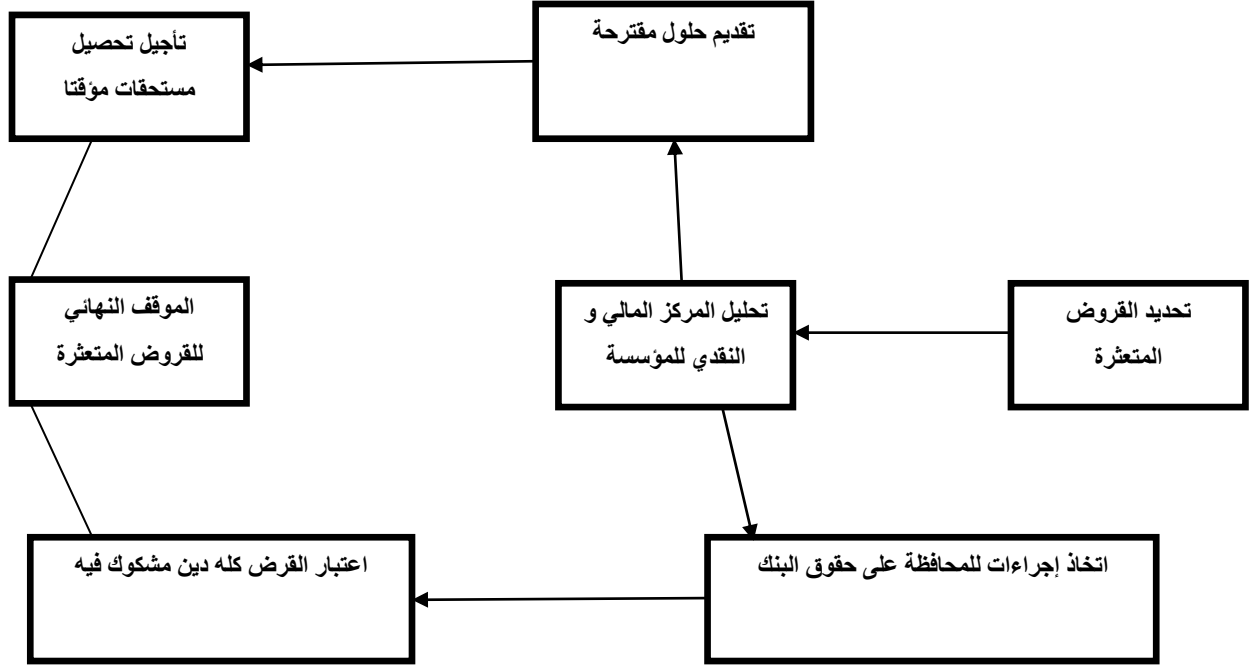 تقديم حلول مقترحة
تأجيل تحصيل
مستحقات مؤقتا
تحديد القروض
المتعثرة
تحليل المركز المالي و
النقدي للمؤسسة
الموقف النهائي
للقروض المتعثرة
اتخاذ إجراءات للمحافظة على حقوق البنك
اعتبار القرض كله دين مشكوك فيه